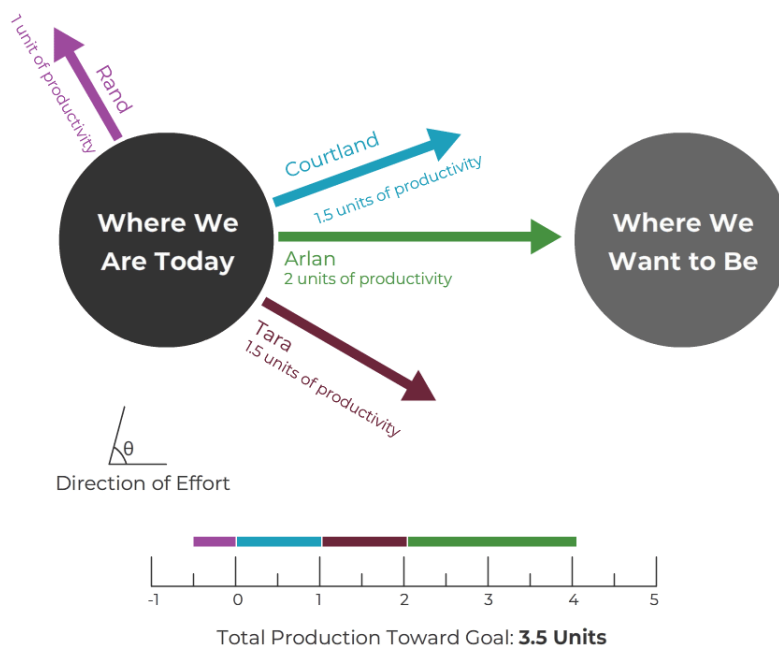 1 unit of productivity
Rand
Courtland
1.5 units of productivity
Where We
Are Today
Where We
Want to Be
Arlan
2 units of productivity
Tara
1.5 units of productivity
θ
Direction of Effort
-1 0 1 2 3 4 5
Total Production Toward Goal: 3.5 Units